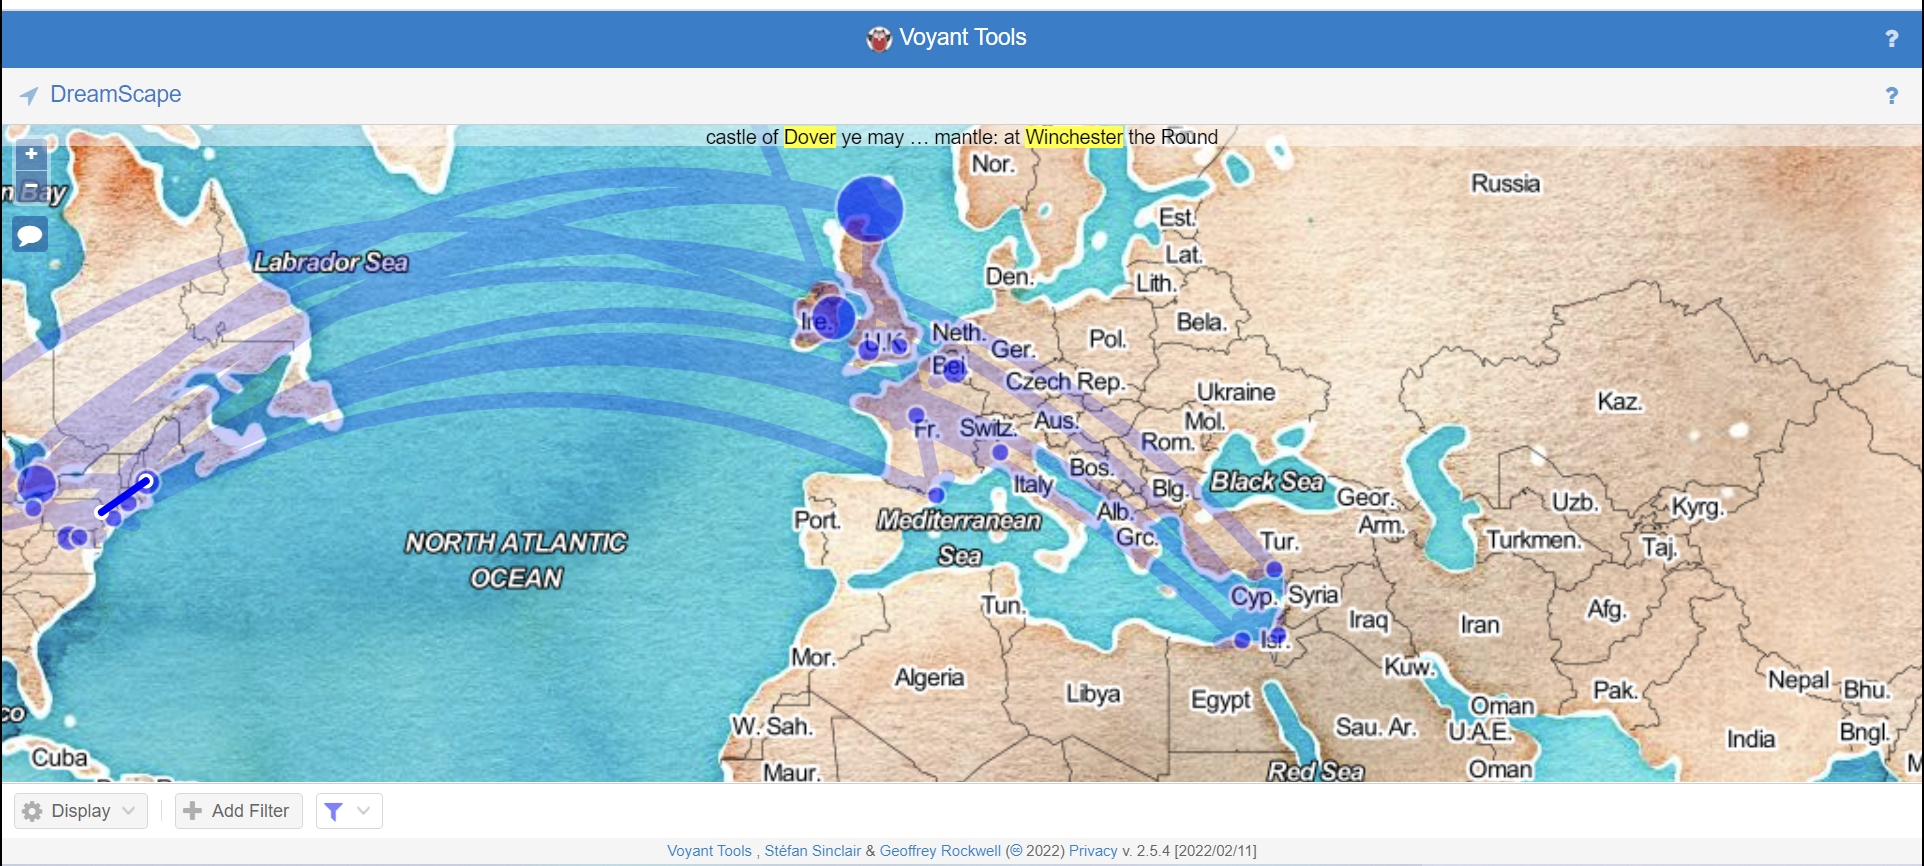 Voyant Tools
?
DreamScape
?
castle of Dover ye may … mantle: at Winchester the Round
+
−
n Bay
Labrador Sea
Nor.
Russia
Est.
Lat.
Lith.
Den.
Bela.
Ire.
U.K.
Neth.
Pol.
Ger.
Bel.
Czech Rep.
Ukraine
Kaz.
Fr.
Switz.
Aus.
Mol.
Rom.
Bos.
Italy
Blg.
Black Sea
Geor.
Uzb.
Kyrg.
Port.
Mediterranean
Sea
Alb.
Grc.
Arm.
Tur.
Turkmen.
Taj.
NORTH ATLANTIC
OCEAN
Tun.
Cyp.
Syria
Iraq
Iran
Afg.
Isr.
Mor.
Algeria
Libya
Egypt
Kuw.
Pak.
Nepal
Bhu.
co
W. Sah.
Sau. Ar.
Oman
U.A.E.
India
Bngl.
Cuba
Maur.
Red Sea
Oman
M
Display
Add Filter
Voyant Tools , Stéfan Sinclair & Geoffrey Rockwell (🅭 2022) Privacy v. 2.5.4 [2022/02/11]